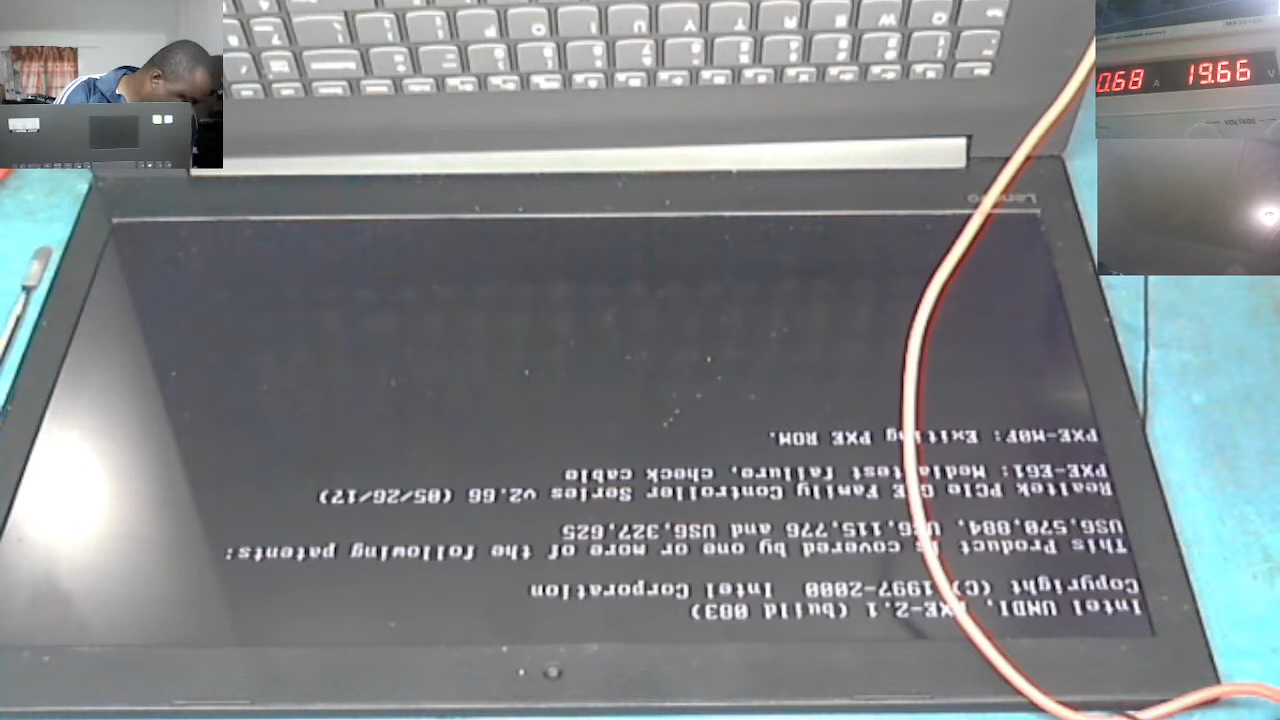 Intel UNDI, PXE-2.1 (build 083)
Copyright (C) 1997-2000 Intel Corporation
This Product is covered by one or more of the following patents:
US6,570,884, US6,115,776 and US6,327,625
Realtek PCIe GBE Family Controller Series v2.66 (05/26/17)
PXE-E61: Media test failure, check cable
PXE-M0F: Exiting PXE ROM.
Lenovo
0.68 A 19.66 V
VOLTAGE